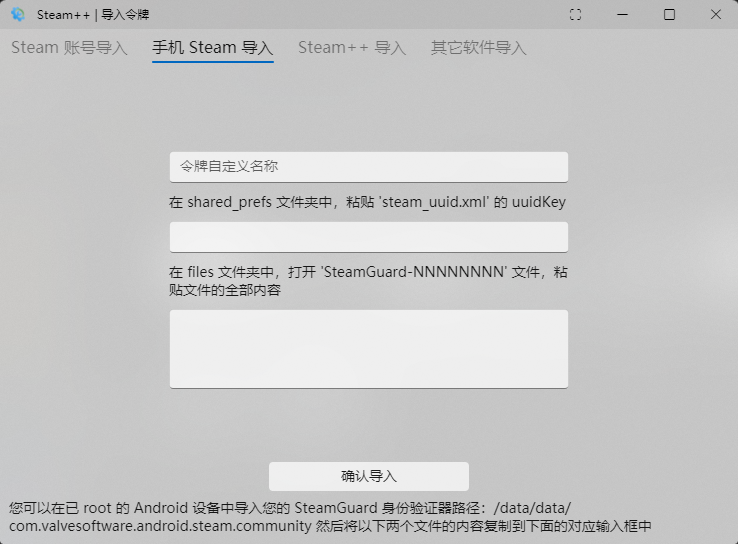 Steam++ | 导入令牌
Steam 账号导入 手机 Steam 导入 Steam++ 导入 其它软件导入
令牌自定义名称
在 shared_prefs 文件夹中，粘贴 'steam_uuid.xml' 的 uuidKey
在 files 文件夹中，打开 'SteamGuard-NNNNNNNN' 文件，粘
贴文件的全部内容
确认导入
您可以在已 root 的 Android 设备中导入您的 SteamGuard 身份验证器路径：/data/data/
com.valvesoftware.android.steam.community 然后将以下两个文件的内容复制到下面的对应输入框中